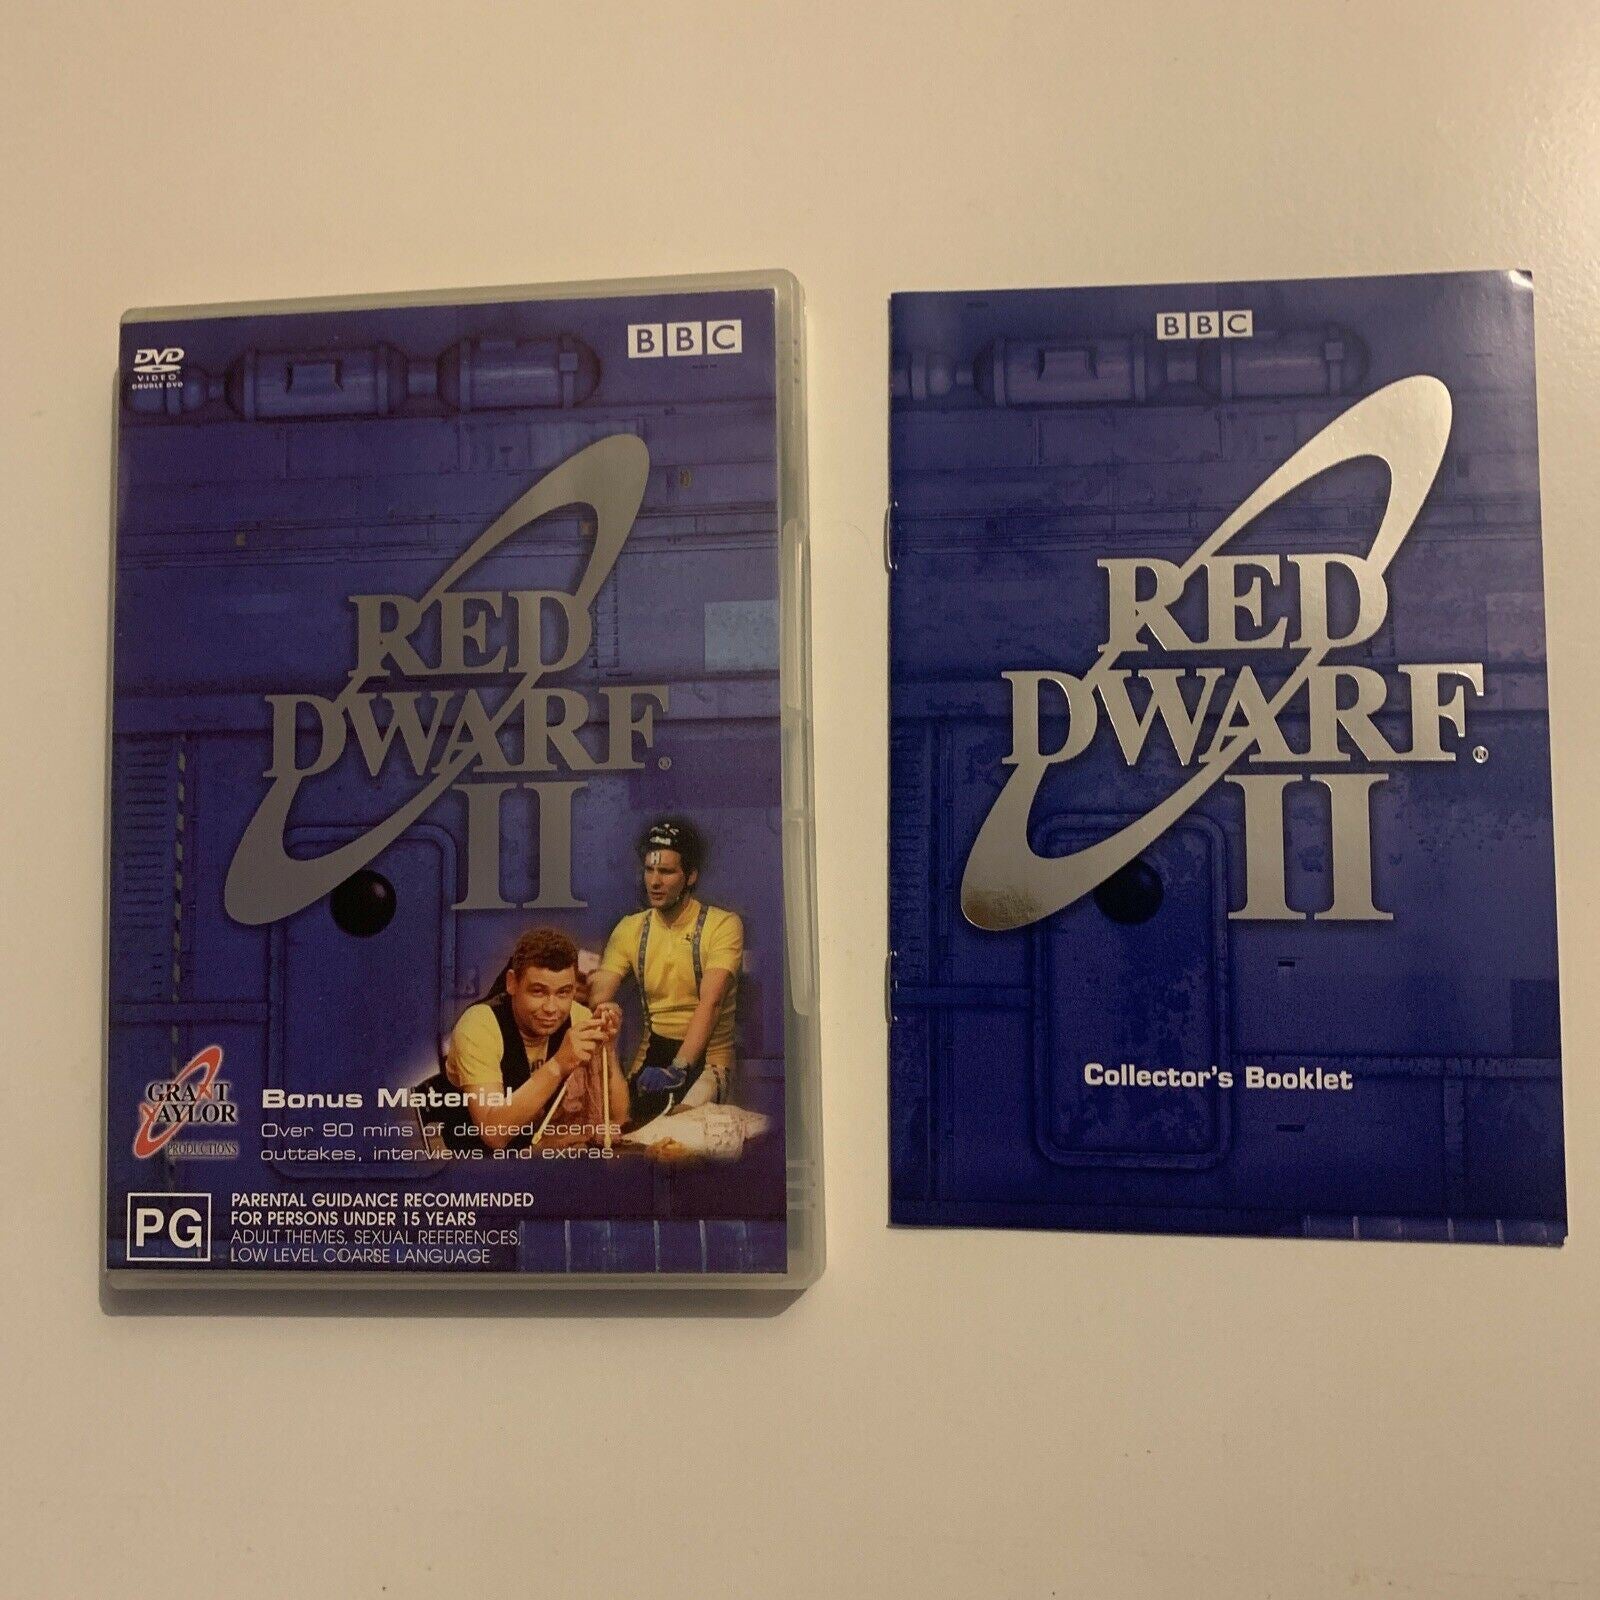 DVD
VIDEO
DOUBLE DVD
BBC
RED
DWARF®
II
GRANT
NAYLOR
PRODUCTIONS
Bonus Material
Over 90 mins of deleted scenes
outtakes, interviews and extras.
PG
PARENTAL GUIDANCE RECOMMENDED
FOR PERSONS UNDER 15 YEARS
ADULT THEMES, SEXUAL REFERENCES,
LOW LEVEL COARSE LANGUAGE
BBC
RED
DWARF®
II
Collector's Booklet